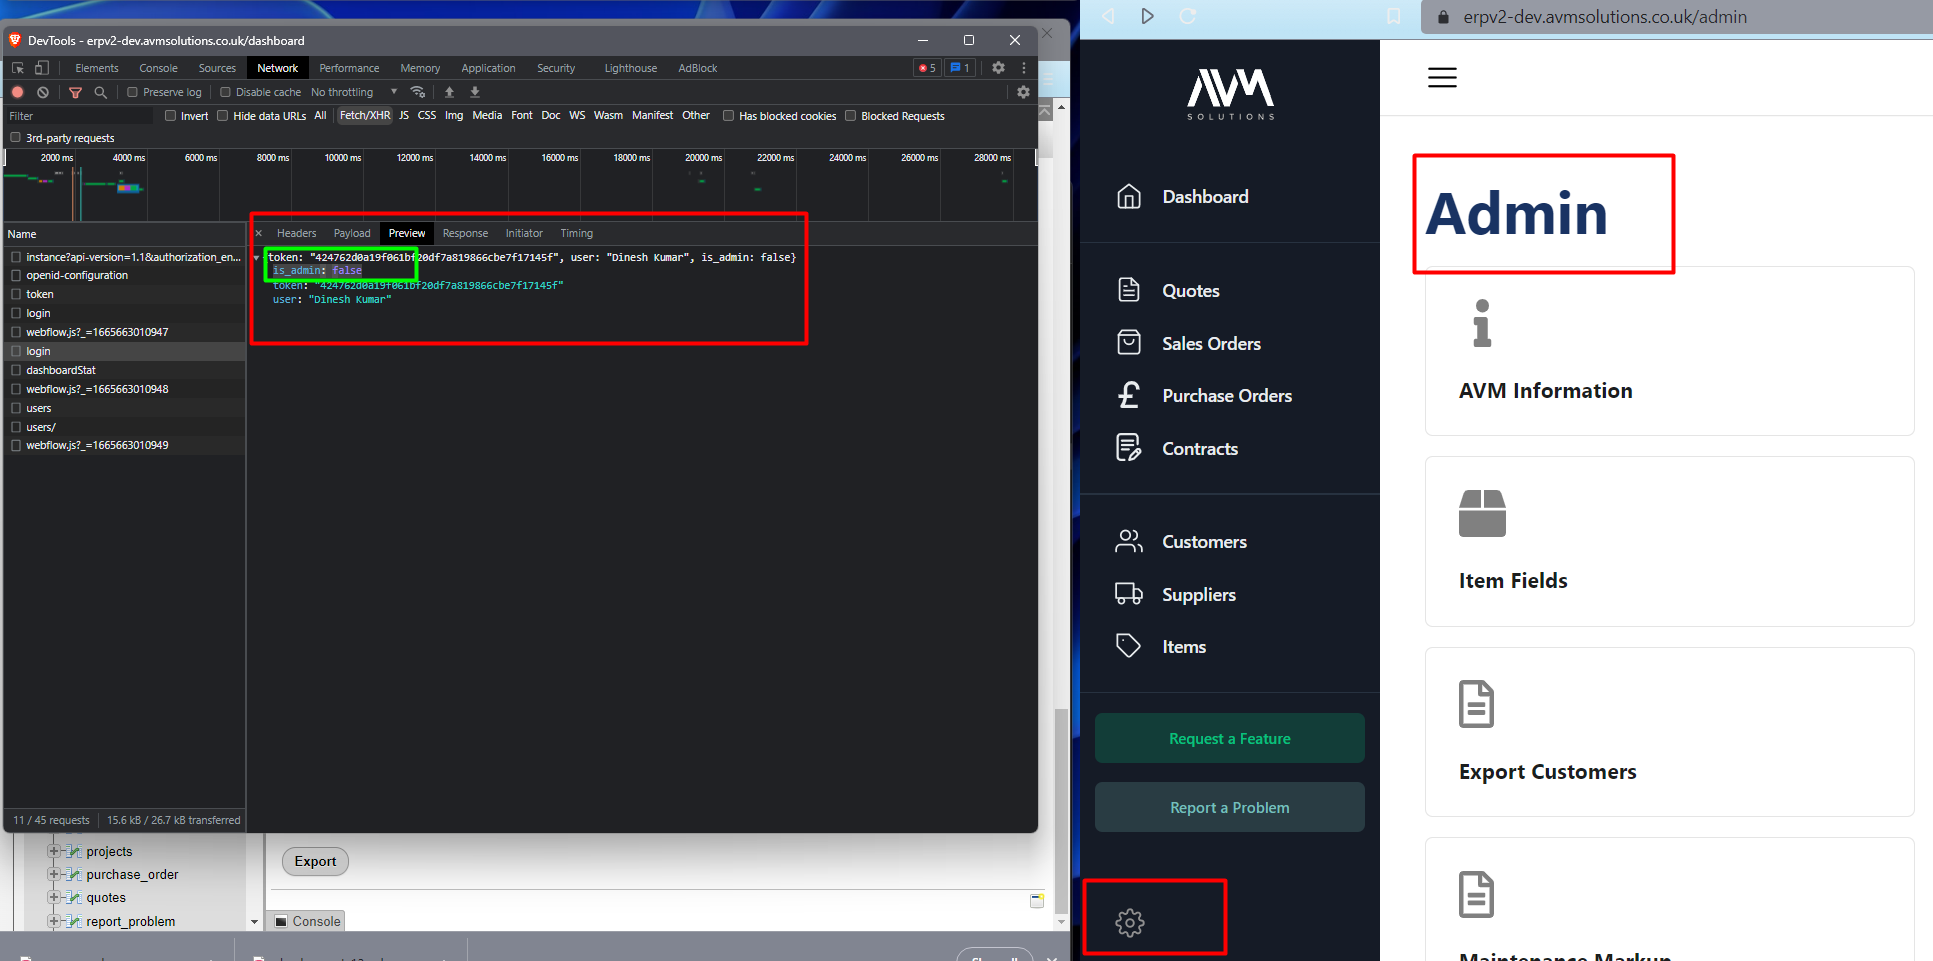 DevTools - erpv2-dev.avmsolutions.co.uk/dashboard
Elements Console Sources Network Performance Memory Application Security Lighthouse AdBlock 5 1
Preserve log Disable cache No throttling
Filter Invert Hide data URLs All Fetch/XHR JS CSS Img Media Font Doc WS Wasm Manifest Other Has blocked cookies Blocked Requests
3rd-party requests
2000 ms 4000 ms 6000 ms 8000 ms 10000 ms 12000 ms 14000 ms 16000 ms 18000 ms 20000 ms 22000 ms 24000 ms 26000 ms 28000 ms
Name
instance?api-version=1.1&authorization_en...
openid-configuration
token
login
webflow.js?_=1665663010947
login
dashboardStat
webflow.js?_=1665663010948
users
users/
webflow.js?_=1665663010949
11 / 45 requests 15.6 kB / 26.7 kB transferred
× Headers Payload Preview Response Initiator Timing
token: "424762d0a19f061bf20df7a819866cbe7f17145f", user: "Dinesh Kumar", is_admin: false}
is_admin: false
token: "424762d0a19f061bf20df7a819866cbe7f17145f"
user: "Dinesh Kumar"
projects
purchase_order
quotes
report_problem
Export
Console
erpv2-dev.avmsolutions.co.uk/admin
AVM
SOLUTIONS
Dashboard
Quotes
Sales Orders
Purchase Orders
Contracts
Customers
Suppliers
Items
Request a Feature
Report a Problem
Admin
AVM Information
Item Fields
Export Customers
Maintenance Markup